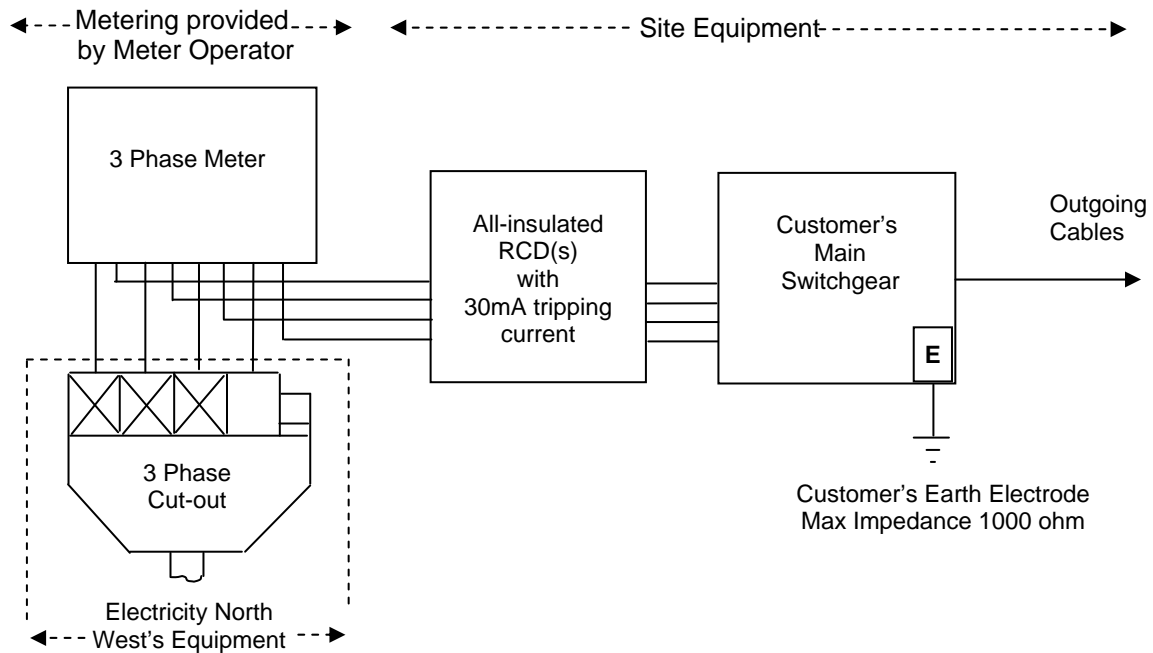 Metering provided
by Meter Operator
Site Equipment
3 Phase Meter
All-insulated
RCD(s)
with
30mA tripping
current
Customer's
Main
Switchgear
Outgoing
Cables
E
3 Phase
Cut-out
Customer's Earth Electrode
Max Impedance 1000 ohm
Electricity North
West's Equipment